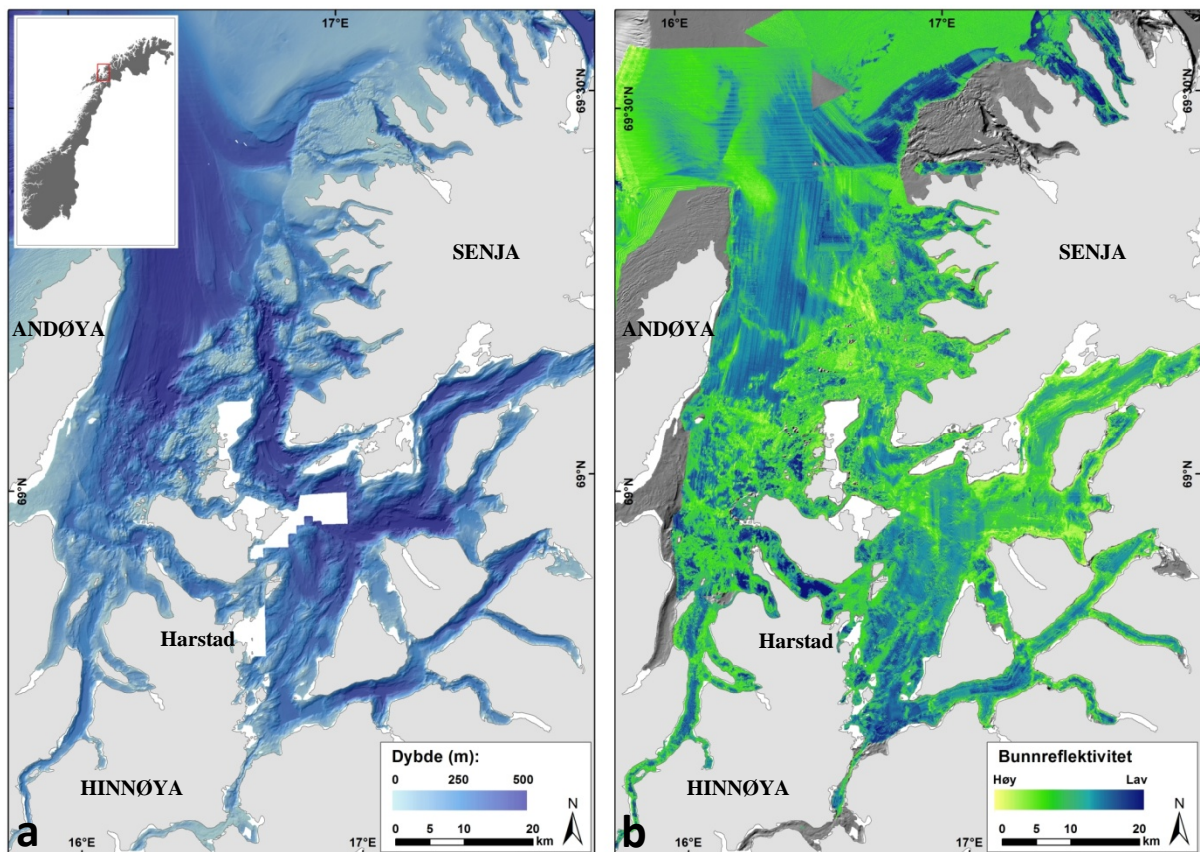 17°E
69°30'N
SENJA
ANDØYA
69°N
Harstad
HINNØYA
Dybde (m):
0 250 500
N
0 5 10 20
km
a
16°E
17°E
16°E
17°E
69°30'N
69°30'N
SENJA
ANDØYA
69°N
69°N
Harstad
HINNØYA
Bunnreflektivitet
Høy Lav
N
0 5 10 20
km
b
17°E